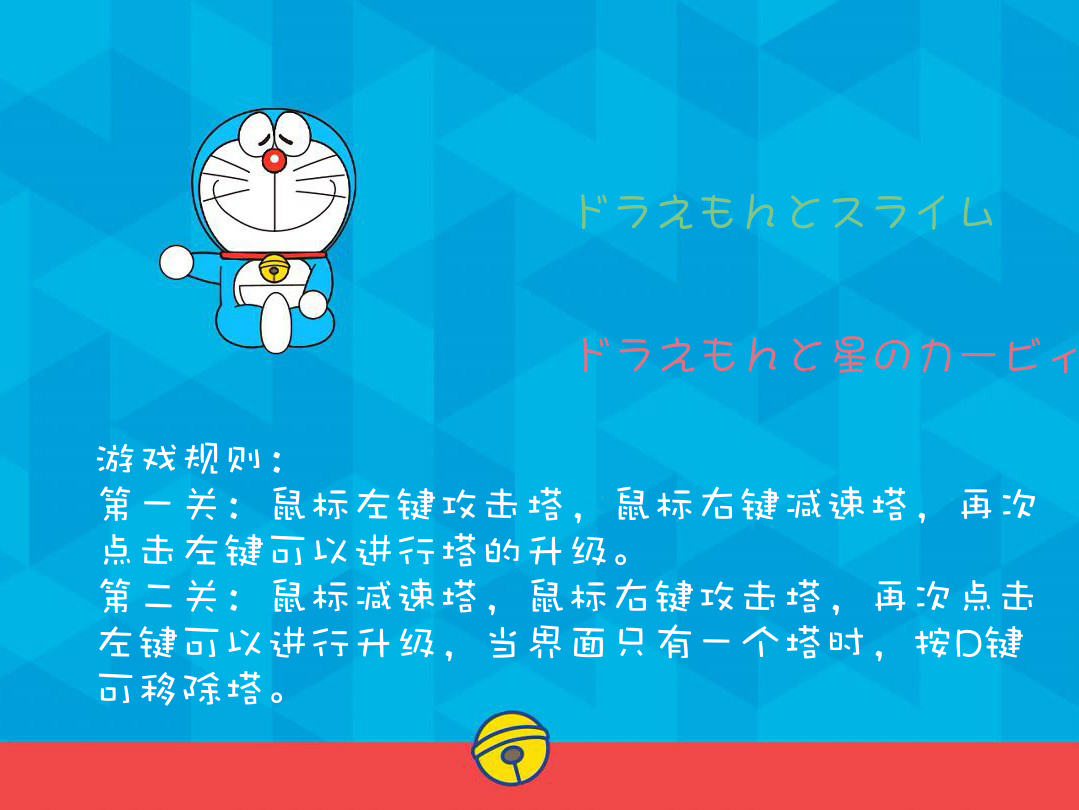 ドラえもんとスライム
ドラえもんと星のカービィ
游戏规则：
第一关：鼠标左键攻击塔，鼠标右键减速塔，再次
点击左键可以进行塔的升级。
第二关：鼠标减速塔，鼠标右键攻击塔，再次点击
左键可以进行升级，当界面只有一个塔时，按D键
可移除塔。